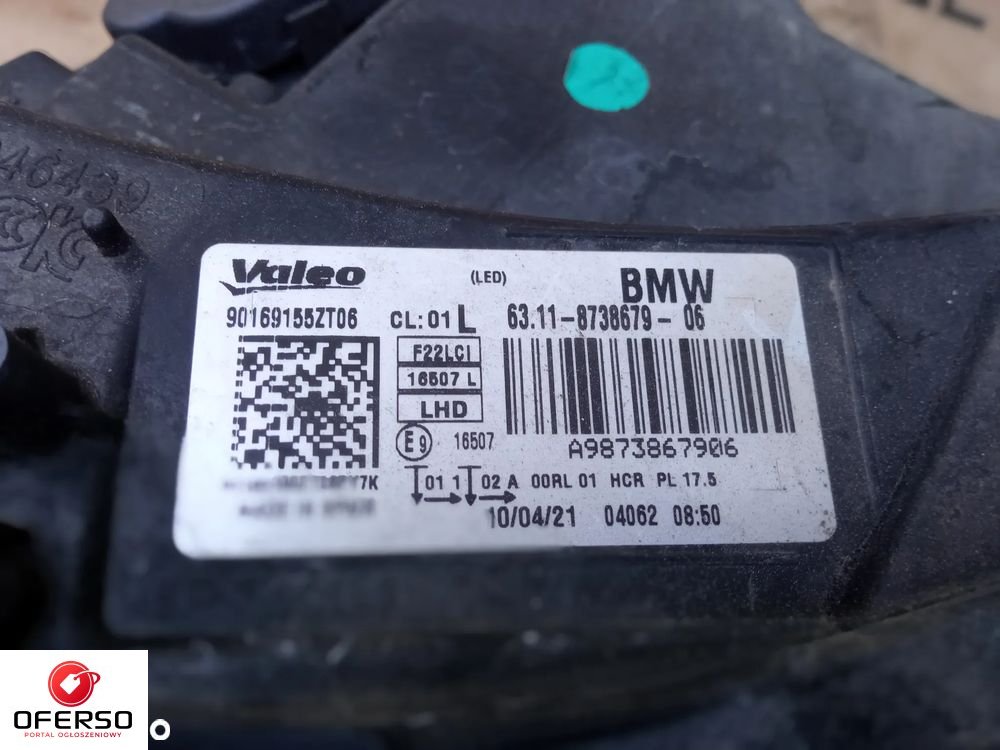 46439
Valeo (LED) BMW
90169155ZT06 CL: 01 L 63.11-8738679-06
F22LCI
16507 L
LHD
E9 16507
A9873867906
01 1 02 A 00RL 01 HCR PL 17.5
10/04/21 04062 08:50
OFERSO
PORTAL OGŁOSZENIOWY